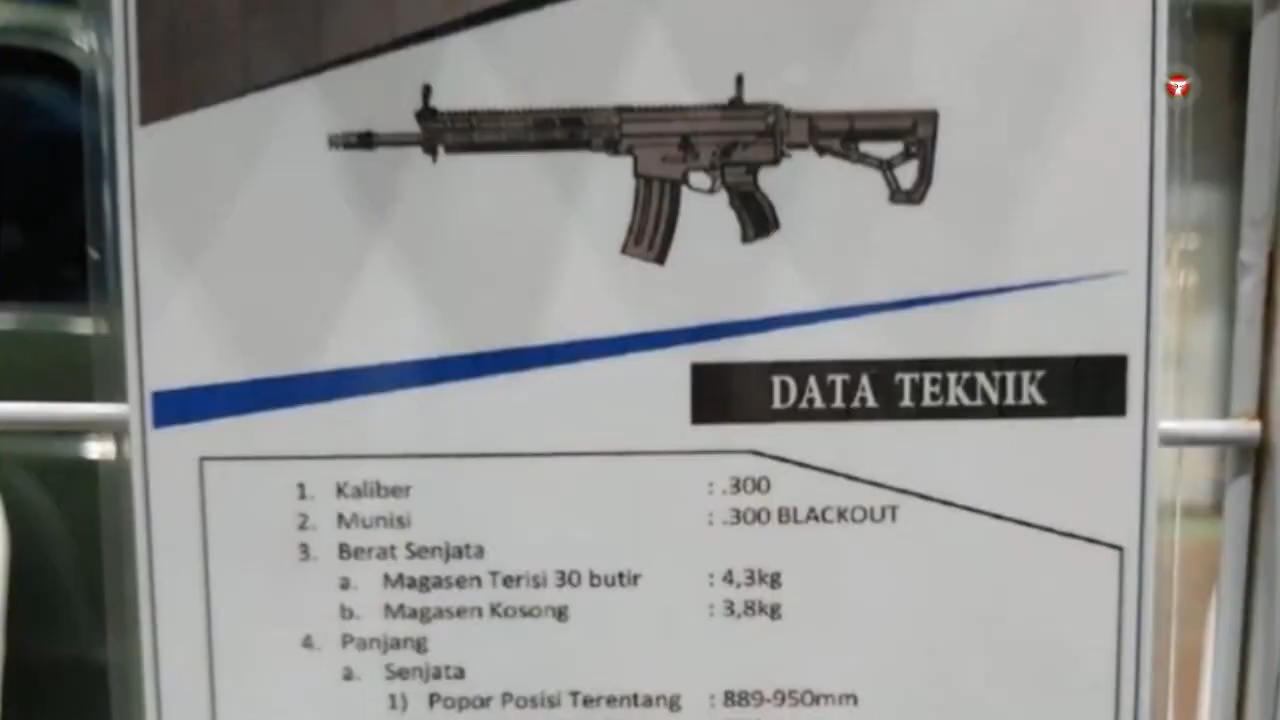 DATA TEKNIK
1. Kaliber : .300
2. Munisi : .300 BLACKOUT
3. Berat Senjata
a. Magasen Terisi 30 butir : 4,3kg
b. Magasen Kosong : 3,8kg
4. Panjang
a. Senjata
1) Popor Posisi Terentang : 889-950mm